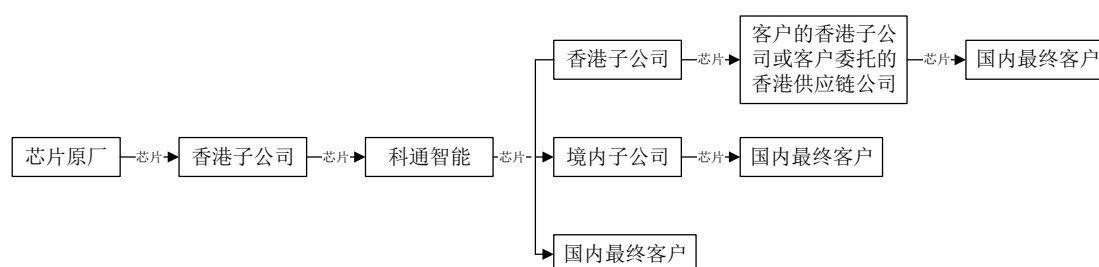 香港子公司
芯片
客户的香港子公
司或客户委托的
香港供应链公司
芯片
国内最终客户
芯片原厂
芯片
香港子公司
芯片
科通智能
芯片
境内子公司
芯片
国内最终客户
国内最终客户